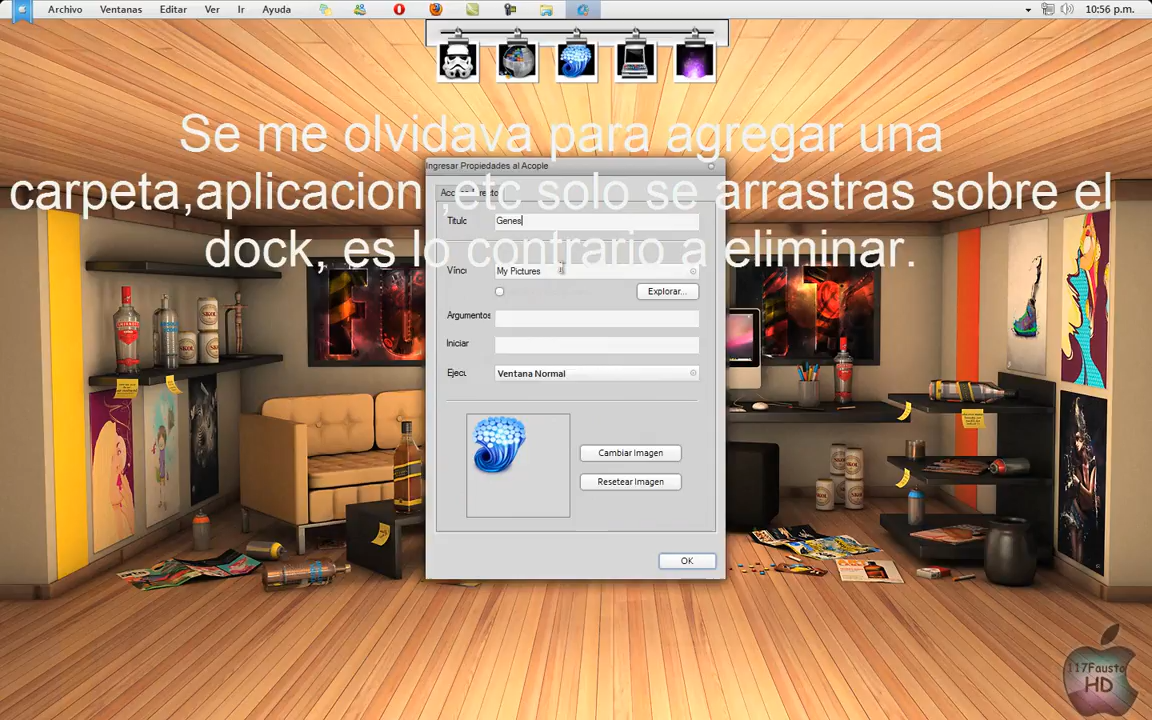 Archivo Ventanas Editar Ver Ir Ayuda 10:56 p.m.
Se me olvidava para agregar una
carpeta,aplicacion ,etc solo se arrastras sobre el
dock, es lo contrario a eliminar.
Ingresar Propiedades al Acople
Titulo Genes
My Pictures
Explorar...
Argumentos
Iniciar
Ventana Normal
Cambiar Imagen
Resetear Imagen
OK
117Fausto
HD